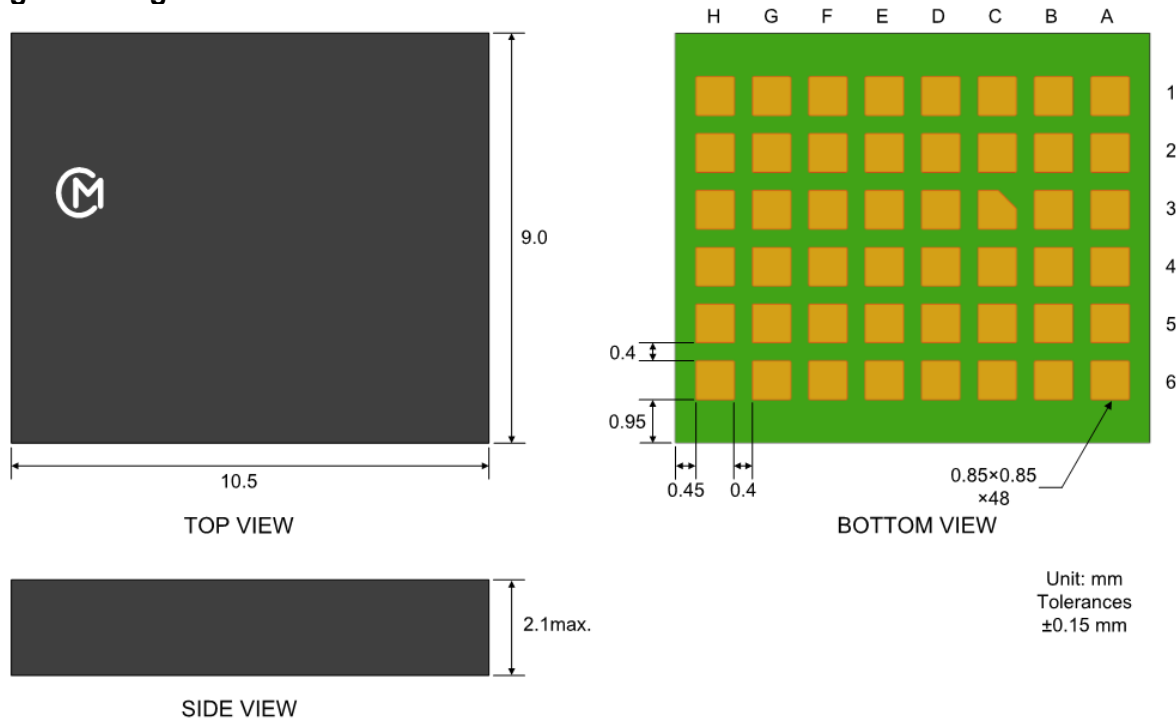 H G F E D C B A
1
2
3
4
5
6
9.0
10.5
TOP VIEW
0.4
0.95
0.45
0.4
0.85×0.85
×48
BOTTOM VIEW
2.1max.
SIDE VIEW
Unit: mm
Tolerances
±0.15 mm